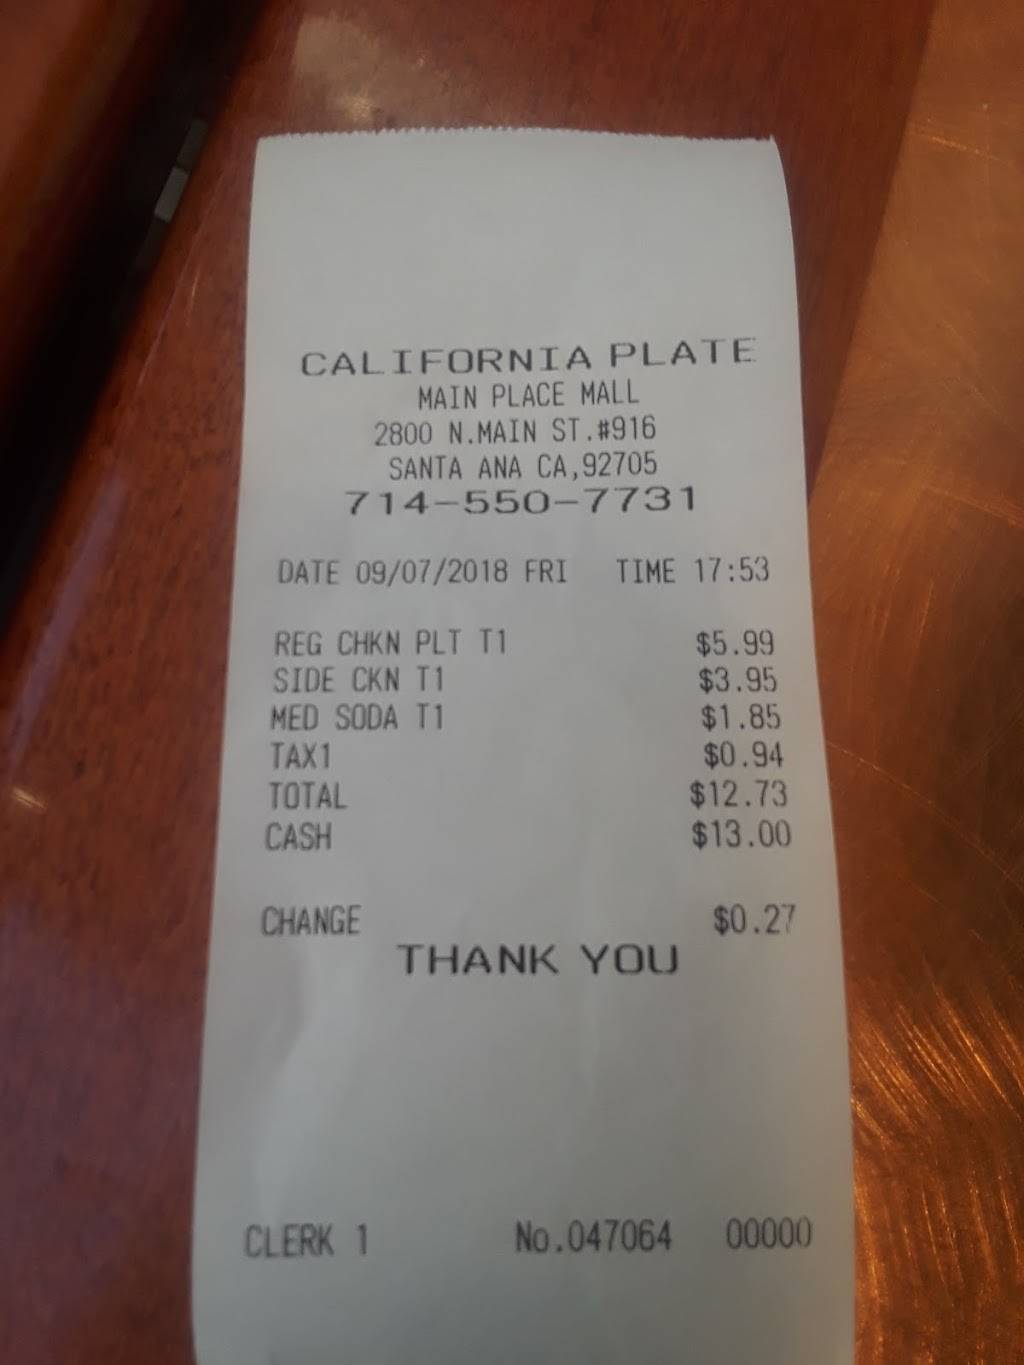 CALIFORNIA PLATE
MAIN PLACE MALL
2800 N.MAIN ST.#916
SANTA ANA CA,92705
714-550-7731
DATE 09/07/2018 FRI TIME 17:53
REG CHKN PLT T1 $5.99
SIDE CKN T1 $3.95
MED SODA T1 $1.85
TAX1 $0.94
TOTAL $12.73
CASH $13.00
CHANGE $0.27
THANK YOU
CLERK 1 No.047064 00000